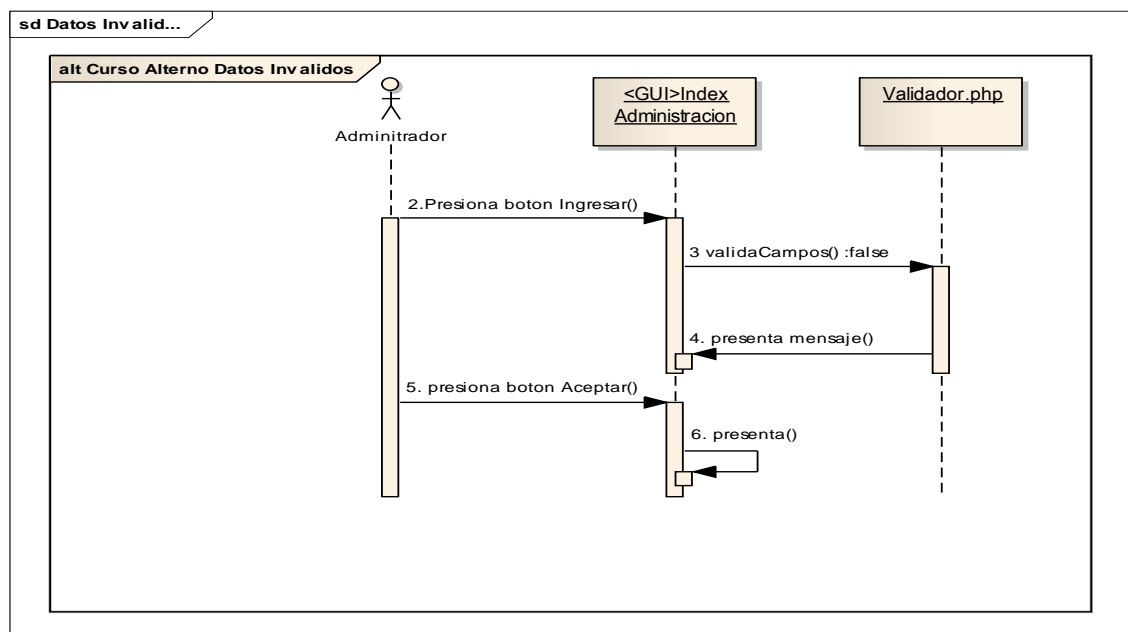 sd Datos Invalid...
alt Curso Alterno Datos Invalidos
Adminitrador
<GUI>Index
Administracion
Validador.php
2.Presiona boton Ingresar()
3 validaCampos() :false
4. presenta mensaje()
5. presiona boton Aceptar()
6. presenta()